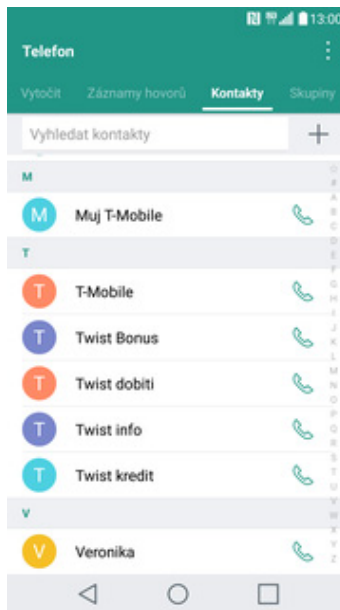 13:00
Telefon
Vytočit Záznamy hovorů Kontakty Skupiny
Vyhledat kontakty
M
M Muj T-Mobile
T
T T-Mobile
T Twist Bonus
T Twist dobiti
T Twist info
T Twist kredit
V
V Veronika